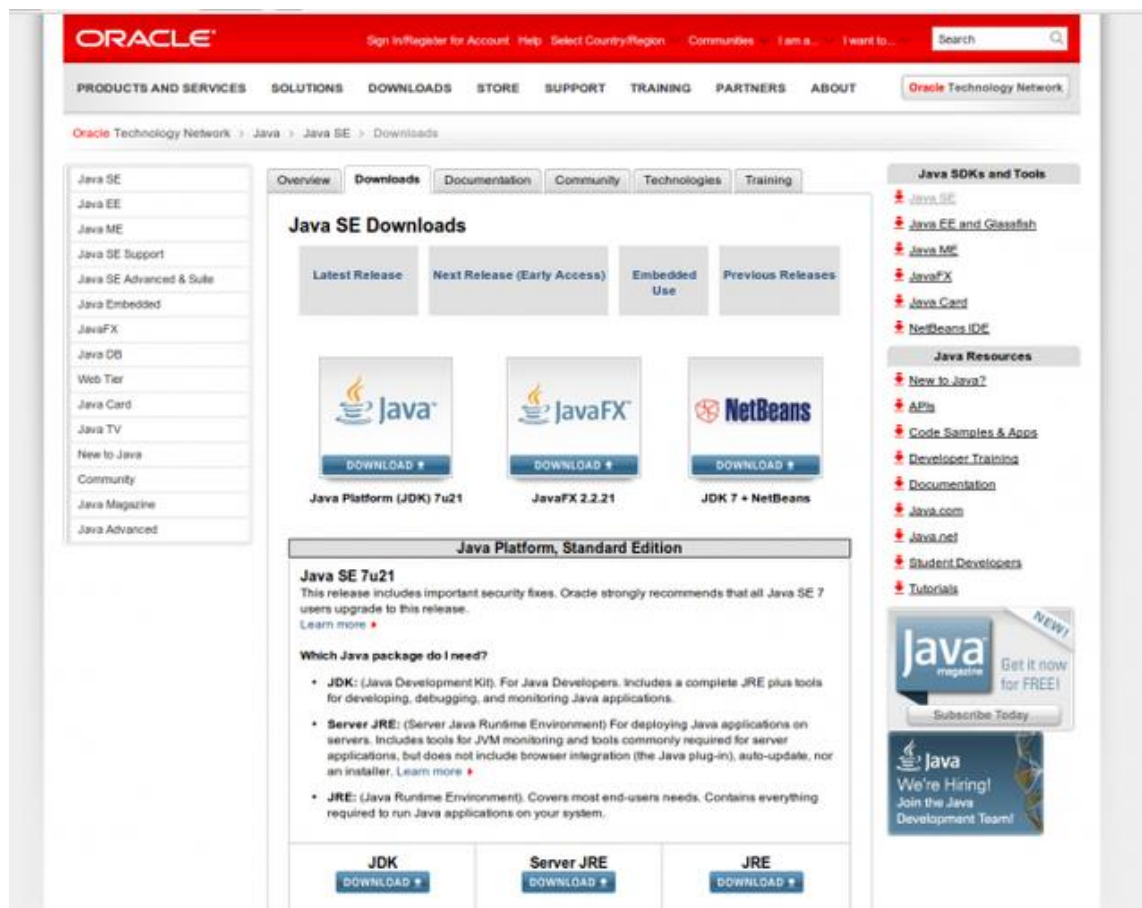 ORACLE
Sign In/Register for Account Help Select Country/Region Communities I am a... I want to... Search
PRODUCTS AND SERVICES SOLUTIONS DOWNLOADS STORE SUPPORT TRAINING PARTNERS ABOUT Oracle Technology Network
Oracle Technology Network > Java > Java SE > Downloads
Java SE
Java EE
Java ME
Java SE Support
Java SE Advanced & Suite
Java Embedded
JavaFX
Java DB
Web Tier
Java Card
Java TV
New to Java
Community
Java Magazine
Java Advanced
Overview Downloads Documentation Community Technologies Training
Java SE Downloads
Latest Release Next Release (Early Access) Embedded Use Previous Releases
Java JavaFX NetBeans
DOWNLOAD DOWNLOAD DOWNLOAD
Java Platform (JDK) 7u21 JavaFX 2.2.21 JDK 7 + NetBeans
Java Platform, Standard Edition
Java SE 7u21
This release includes important security fixes. Oracle strongly recommends that all Java SE 7
users upgrade to this release.
Learn more
Which Java package do I need?
• JDK: (Java Development Kit). For Java Developers. Includes a complete JRE plus tools
for developing, debugging, and monitoring Java applications.
• Server JRE: (Server Java Runtime Environment) For deploying Java applications on
servers. Includes tools for JVM monitoring and tools commonly required for server
applications, but does not include browser integration (the Java plug-in), auto-update, nor
an installer. Learn more
• JRE: (Java Runtime Environment). Covers most end-users needs. Contains everything
required to run Java applications on your system.
JDK Server JRE JRE
DOWNLOAD DOWNLOAD DOWNLOAD
Java SDKs and Tools
Java SE
Java EE and Glassfish
Java ME
JavaFX
Java Card
NetBeans IDE
Java Resources
New to Java?
APIs
Code Samples & Apps
Developer Training
Documentation
Java.com
Java.net
Student Developers
Tutorials
NEW!
Java
magazine
Get it now
for FREE!
Subscribe Today
Java
We're Hiring!
Join the Java
Development Team!